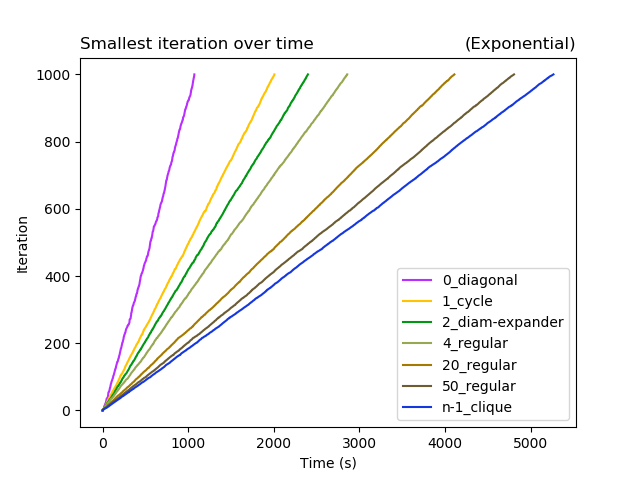 Smallest iteration over time (Exponential)
1000
800
600
400
200
0
Iteration
0_diagonal
1_cycle
2_diam-expander
4_regular
20_regular
50_regular
n-1_clique
0 1000 2000 3000 4000 5000
Time (s)